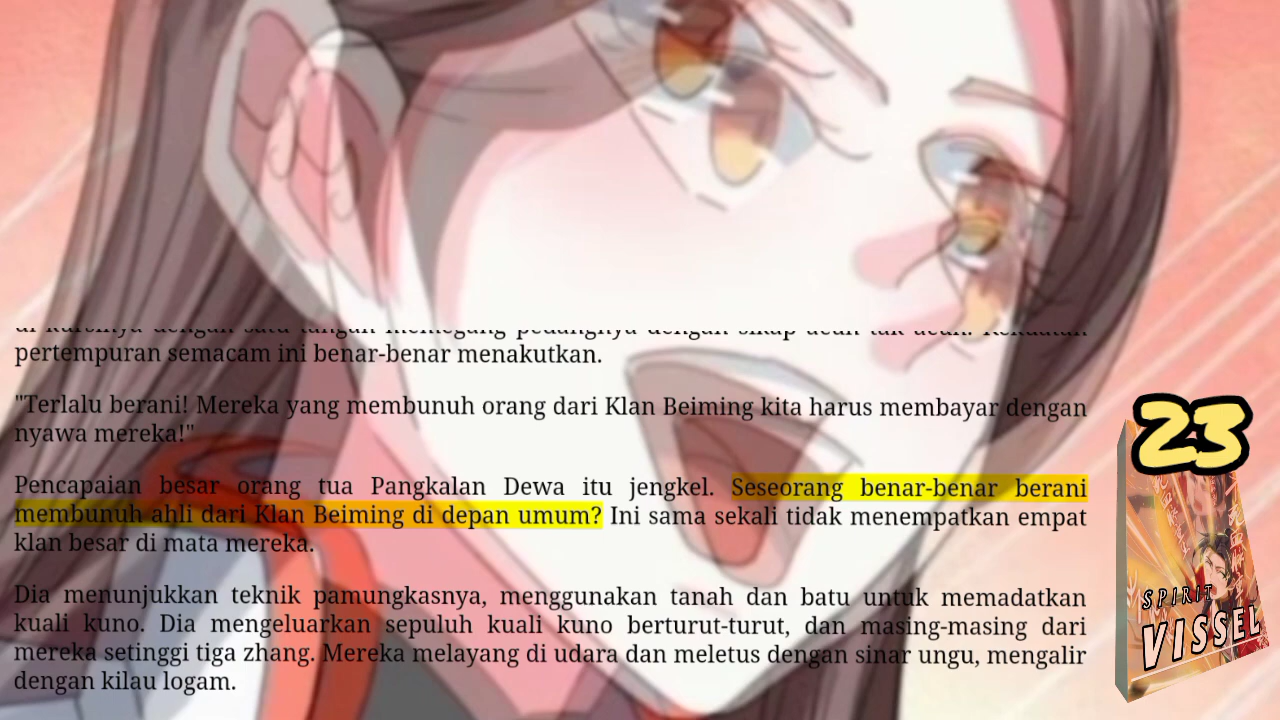 pertempuran semacam ini benar-benar menakutkan.
"Terlalu berani! Mereka yang membunuh orang dari Klan Beiming kita harus membayar dengan
nyawa mereka!"
Pencapaian besar orang tua Pangkalan Dewa itu jengkel. Seseorang benar-benar berani
membunuh ahli dari Klan Beiming di depan umum? Ini sama sekali tidak menempatkan empat
klan besar di mata mereka.
Dia menunjukkan teknik pamungkasnya, menggunakan tanah dan batu untuk memadatkan
kuali kuno. Dia mengeluarkan sepuluh kuali kuno berturut-turut, dan masing-masing dari
mereka setinggi tiga zhang. Mereka melayang di udara dan meletus dengan sinar ungu, mengalir
dengan kilau logam.
23
SPIRIT
VISSEL